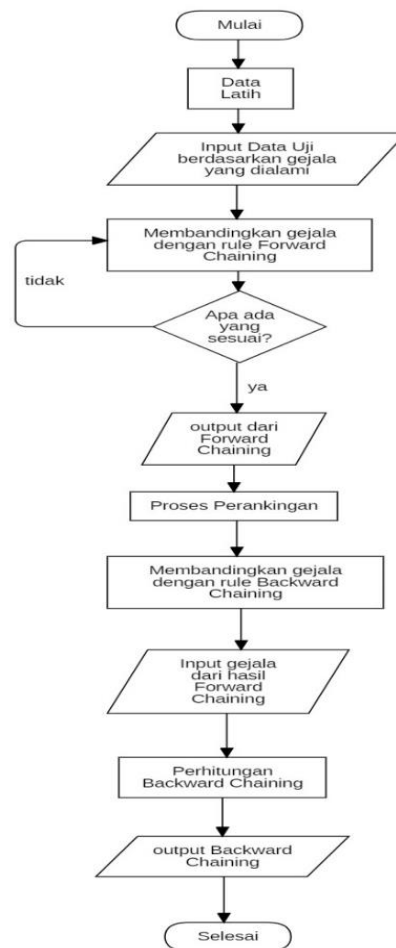 Mulai
Data
Latih
Input Data Uji
berdasarkan gejala
yang dialami
Membandingkan gejala
dengan rule Forward
Chaining
tidak
Apa ada
yang
sesuai?
ya
output dari
Forward
Chaining
Proses Perankingan
Membandingkan gejala
dengan rule Backward
Chaining
Input gejala
dari hasil
Forward
Chaining
Perhitungan
Backward Chaining
output Backward
Chaining
Selesai